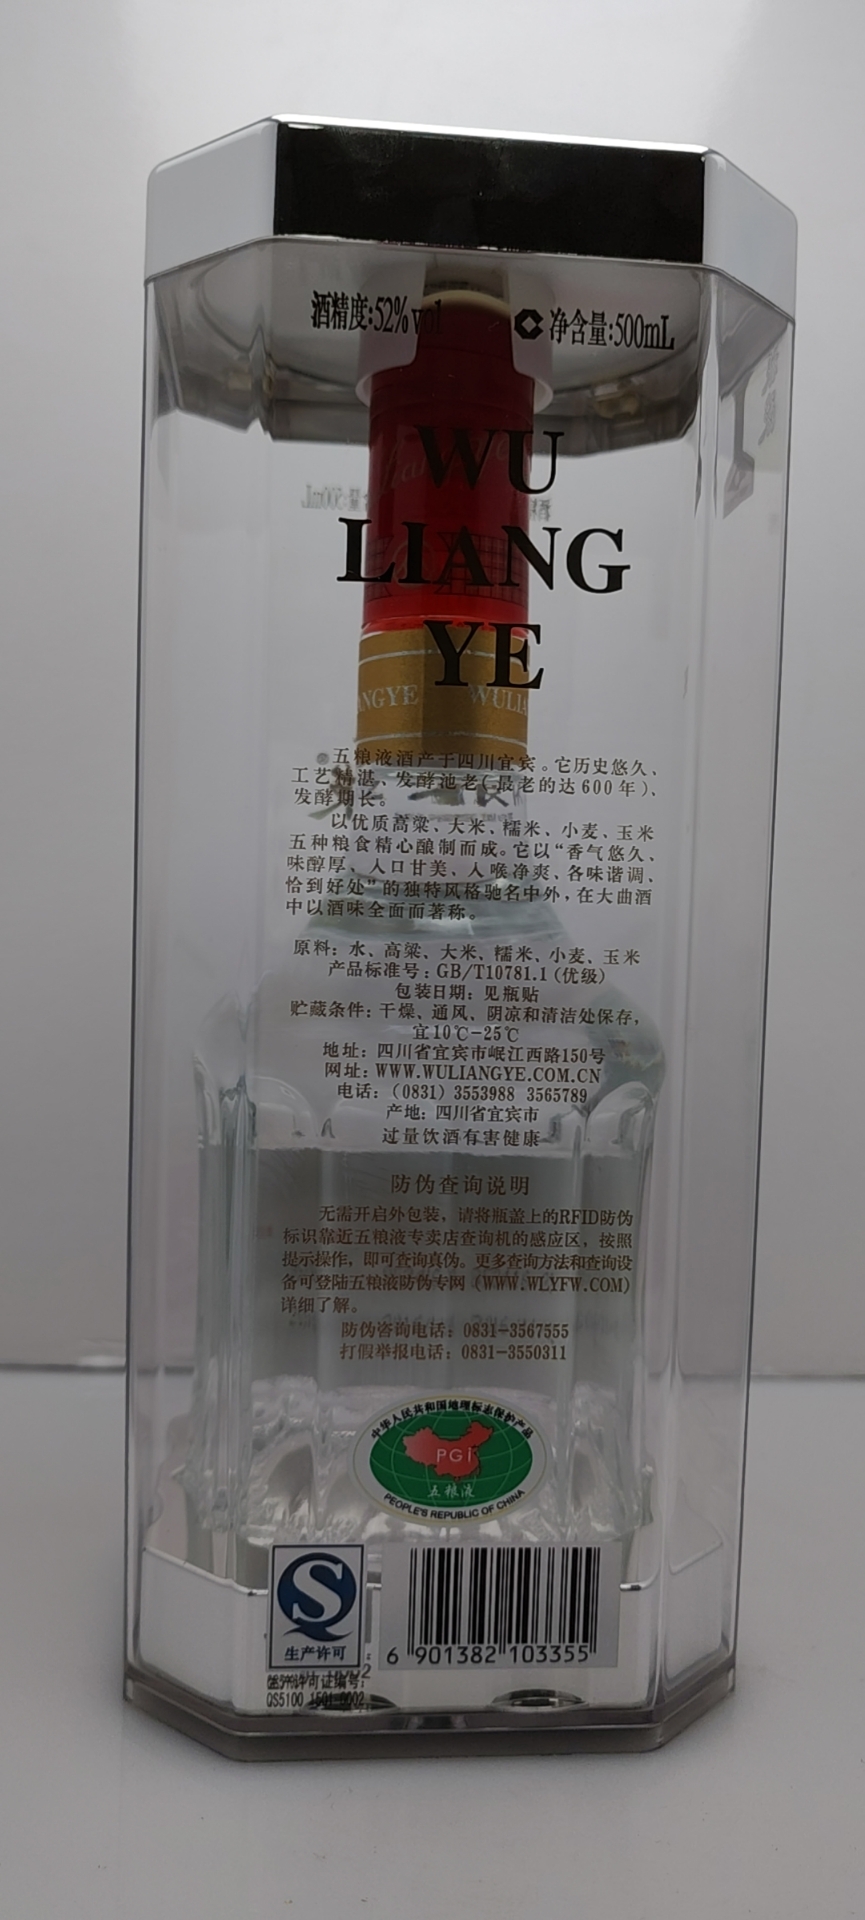 酒精度:52%vol
净含量:500mL
WU
LIANG
YE
ANGYE WULIA
五粮液酒产于四川宜宾。它历史悠久、
工艺精湛、发酵池老(最老的达600年)、
发酵期长。
以优质高粱、大米、糯米、小麦、玉米
五种粮食精心酿制而成。它以“香气悠久、
味醇厚、入口甘美、入喉净爽、各味谐调、
恰到好处”的独特风格驰名中外,在大曲酒
中以酒味全面而著称。
原料:水、高粱、大米、糯米、小麦、玉米
产品标准号:GB/T10781.1(优级)
包装日期:见瓶贴
贮藏条件:干燥、通风、阴凉和清洁处保存,
宜10℃-25℃
地址:四川省宜宾市岷江西路150号
网址:WWW.WULIANGYE.COM.CN
电话:(0831)3553988 3565789
产地:四川省宜宾市
过量饮酒有害健康
防伪查询说明
无需开启外包装,请将瓶盖上的RFID防伪
标识靠近五粮液专卖店查询机的感应区,按照
提示操作,即可查询真伪。更多查询方法和查询设
备可登陆五粮液防伪专网(WWW.WLYFW.COM)
详细了解。
防伪咨询电话:0831-3567555
打假举报电话:0831-3550311
中华人民共和国地理标志保护产品
PGI
五粮液
PEOPLE'S REPUBLIC OF CHINA
S
生产许可
6 901382 103355
生产许可证编号:
QS5100 1501 0002